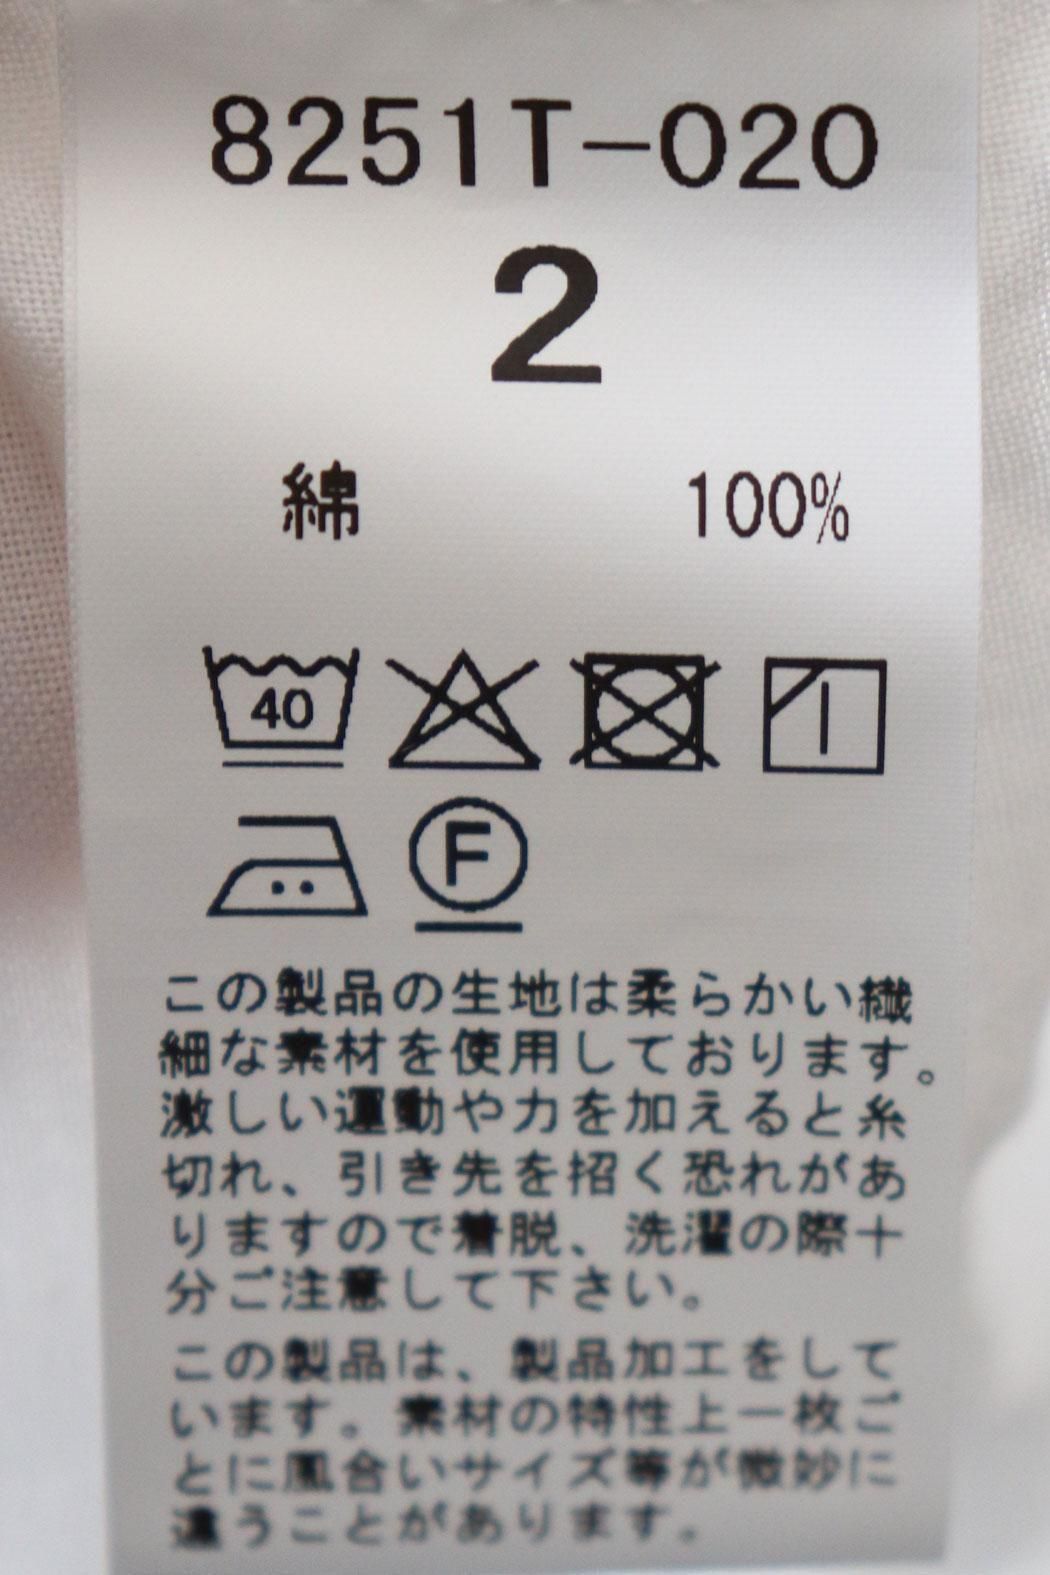 8251T-020
2
綿 100%
40
F
この製品の生地は柔らかい繊
細な素材を使用しております。
激しい運動や力を加えると糸
切れ、引き先を招く恐れがあ
りますので着脱、洗濯の際十
分ご注意して下さい。
この製品は、製品加工をして
います。素材の特性上一枚ご
とに風合いサイズ等が微妙に
違うことがあります。